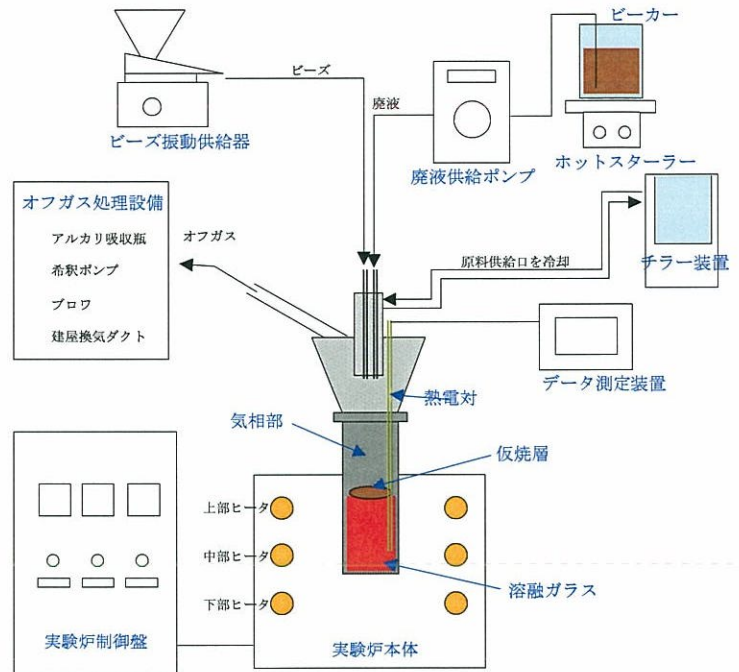 ビーカー
ビーズ
廃液
ビーズ振動供給器
廃液供給ポンプ
ホットスターラー
オフガス処理設備
アルカリ吸収瓶
希釈ポンプ
ブロワ
建屋換気ダクト
オフガス
原料供給口を冷却
チラー装置
データ測定装置
熱電対
気相部
仮焼層
上部ヒータ
中部ヒータ
下部ヒータ
溶融ガラス
実験炉制御盤
実験炉本体